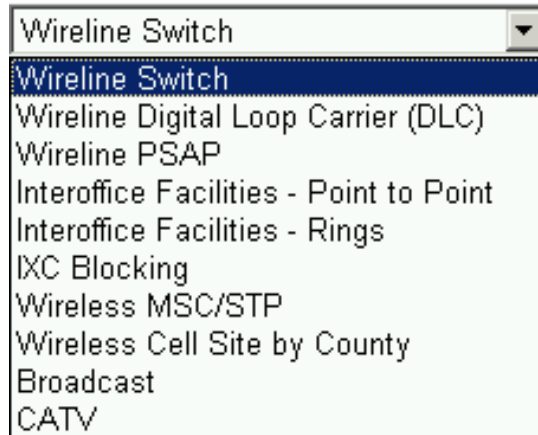 Wireline Switch
Wireline Switch
Wireline Digital Loop Carrier (DLC)
Wireline PSAP
Interoffice Facilities - Point to Point
Interoffice Facilities - Rings
IXC Blocking
Wireless MSC/STP
Wireless Cell Site by County
Broadcast
CATV